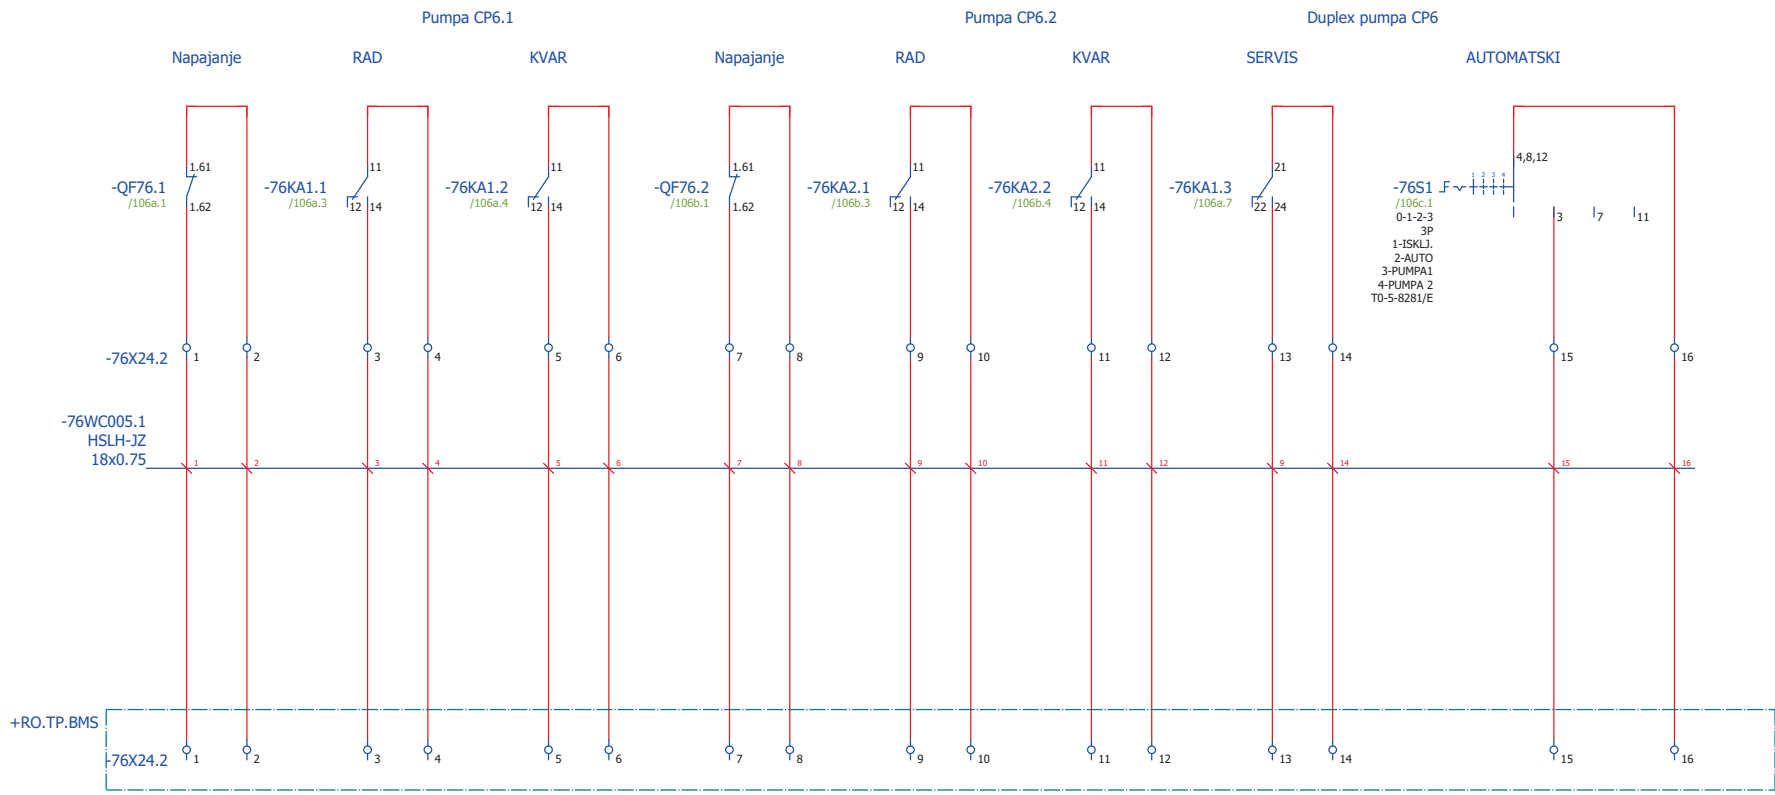 Pumpa CP6.1 Pumpa CP6.2 Duplex pumpa CP6
Napajanje RAD KVAR Napajanje RAD KVAR SERVIS AUTOMATSKI
4,8,12
1.61 11 11 1.61 11 11 21
1 2 3 4
-QF76.1 -76KA1.1 -76KA1.2 -QF76.2 -76KA2.1 -76KA2.2 -76KA1.3 -76S1
/106a.1 /106a.3 /106a.4 /106b.1 /106b.3 /106b.4 /106a.7 /106c.1
1.62 12 14 12 14 1.62 12 14 12 14 22 24
0-1-2-3 3 7 11
3P
1-ISKLJ.
2-AUTO
3-PUMPA1
4-PUMPA 2
T0-5-8281/E
-76X24.2 1 2 3 4 5 6 7 8 9 10 11 12 13 14 15 16
-76WC005.1
HSLH-JZ
18x0.75 1 2 3 4 5 6 7 8 9 10 11 12 9 14 15 16
+RO.TP.BMS
-76X24.2 1 2 3 4 5 6 7 8 9 10 11 12 13 14 15 16